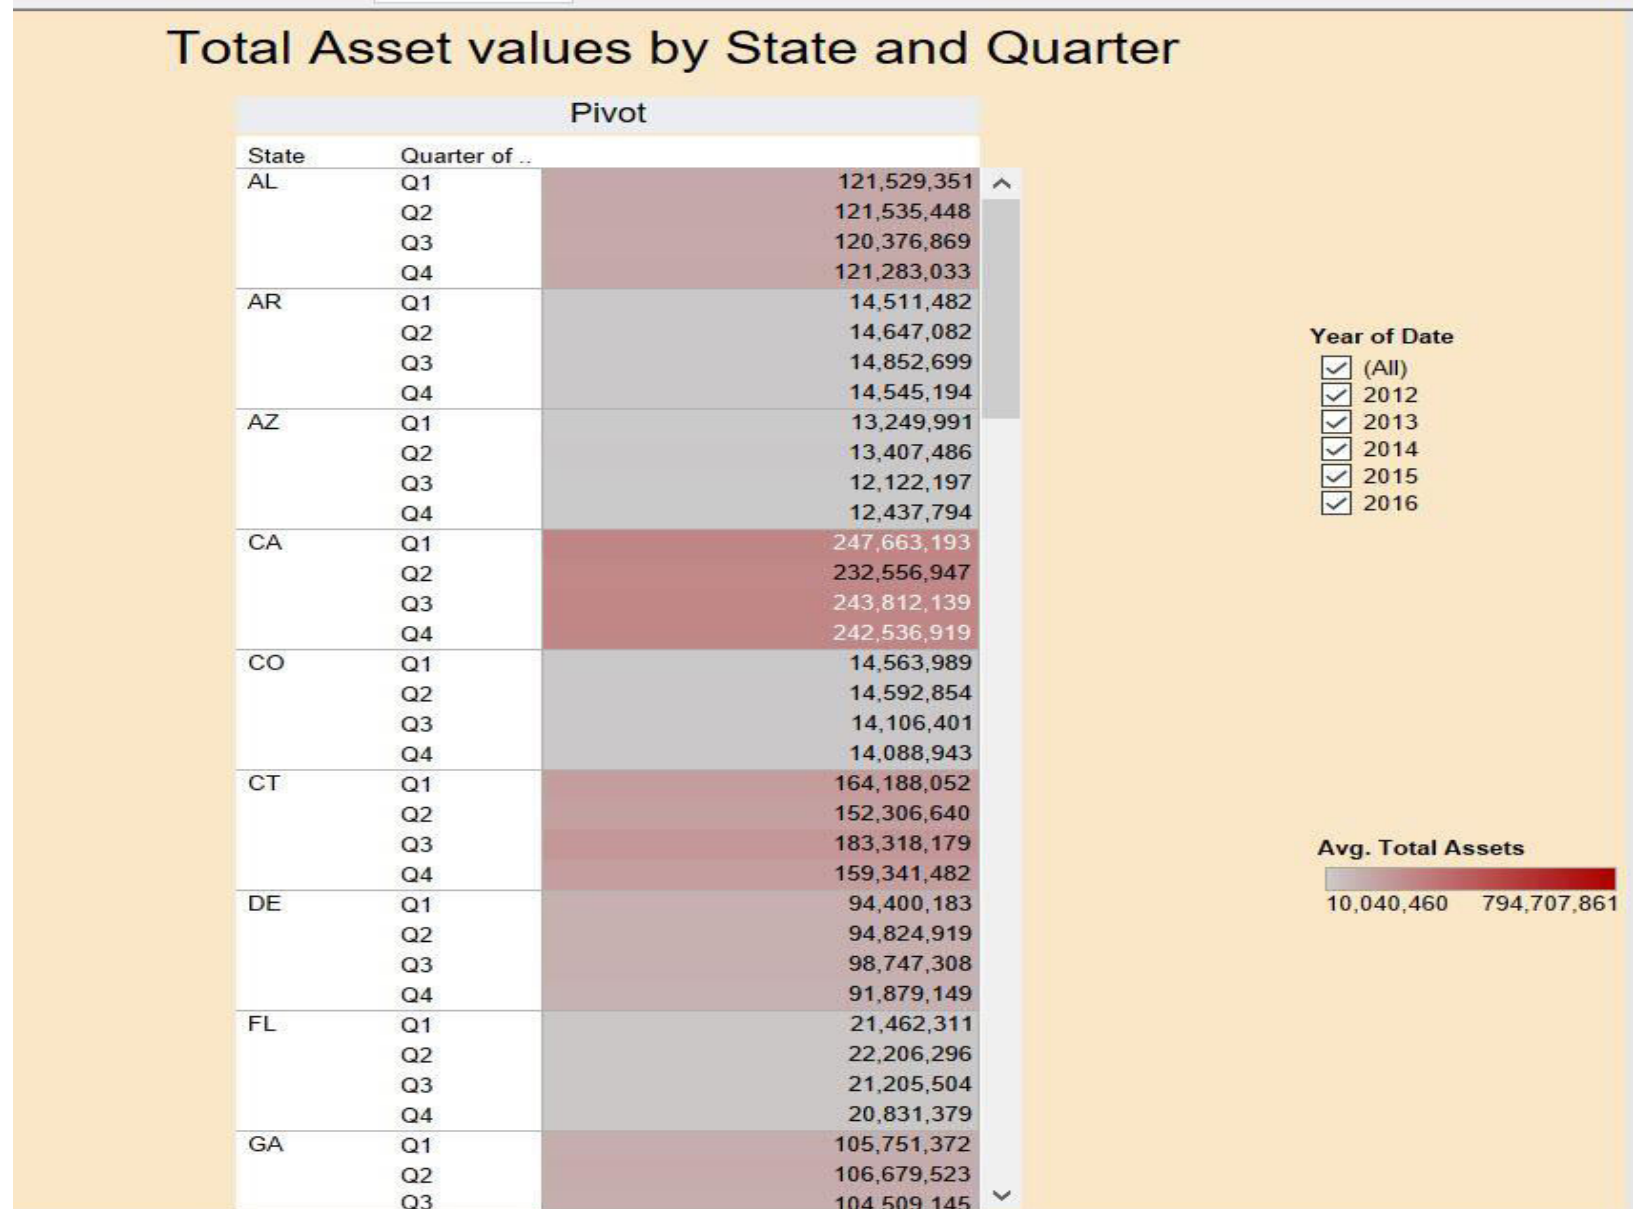 Total Asset values by State and Quarter
Pivot
State Quarter of ..
AL Q1 121,529,351
Q2 121,535,448
Q3 120,376,869
Q4 121,283,033
AR Q1 14,511,482
Q2 14,647,082
Q3 14,852,699
Q4 14,545,194
AZ Q1 13,249,991
Q2 13,407,486
Q3 12,122,197
Q4 12,437,794
CA Q1 247,663,193
Q2 232,556,947
Q3 243,812,139
Q4 242,536,919
CO Q1 14,563,989
Q2 14,592,854
Q3 14,106,401
Q4 14,088,943
CT Q1 164,188,052
Q2 152,306,640
Q3 183,318,179
Q4 159,341,482
DE Q1 94,400,183
Q2 94,824,919
Q3 98,747,308
Q4 91,879,149
FL Q1 21,462,311
Q2 22,206,296
Q3 21,205,504
Q4 20,831,379
GA Q1 105,751,372
Q2 106,679,523
Q3 104,509,145
Year of Date
(All)
2012
2013
2014
2015
2016
Avg. Total Assets
10,040,460 794,707,861